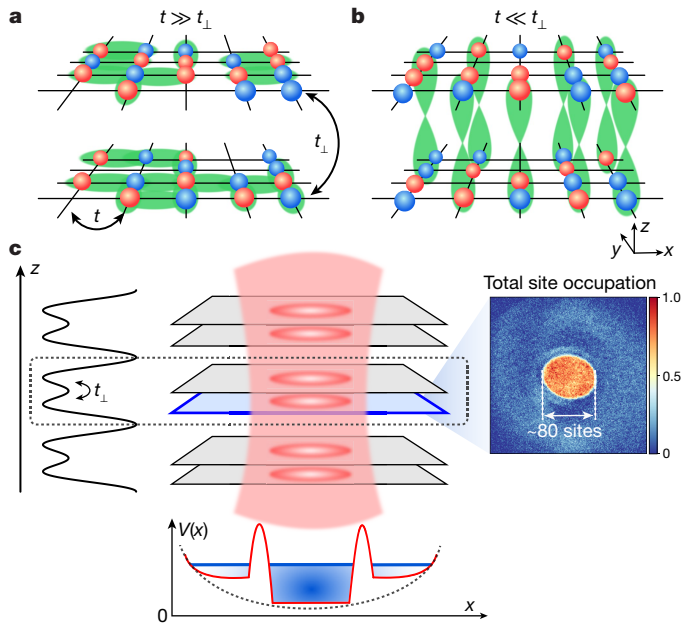 a
t ≫ t⊥
b
t ≪ t⊥
t⊥
t
z
y
x
c
z
t⊥
Total site occupation
1.0
0.5
0
~80 sites
V(x)
0
x